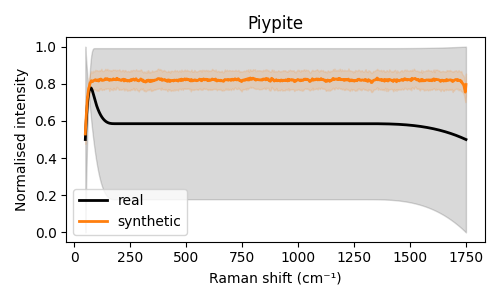 Piypite
Normalised intensity
1.0
0.8
0.6
0.4
0.2
0.0
real
synthetic
0 250 500 750 1000 1250 1500 1750
Raman shift (cm⁻¹)